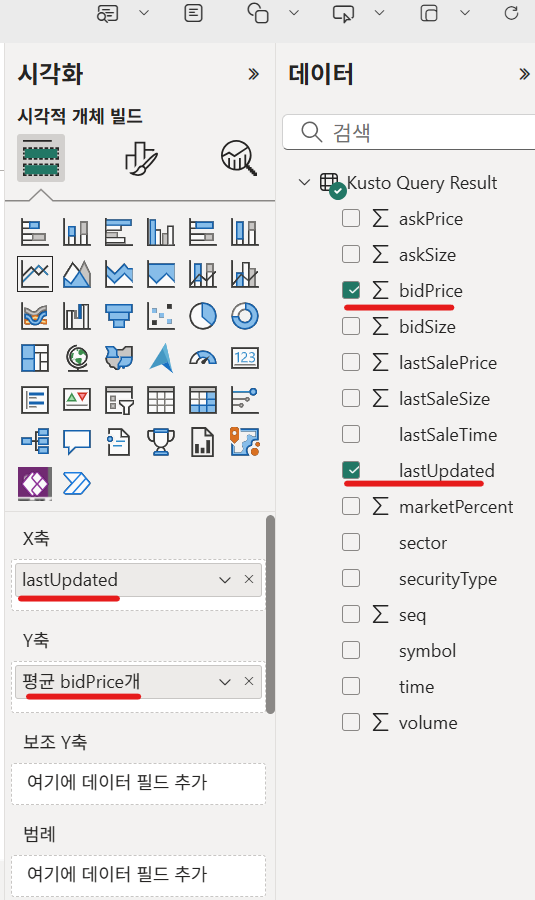 시각화
시각적 개체 빌드
123
X축
lastUpdated
Y축
평균 bidPrice개
보조 Y축
여기에 데이터 필드 추가
범례
여기에 데이터 필드 추가
데이터
검색
Kusto Query Result
askPrice
askSize
bidPrice
bidSize
lastSalePrice
lastSaleSize
lastSaleTime
lastUpdated
marketPercent
sector
securityType
seq
symbol
time
volume